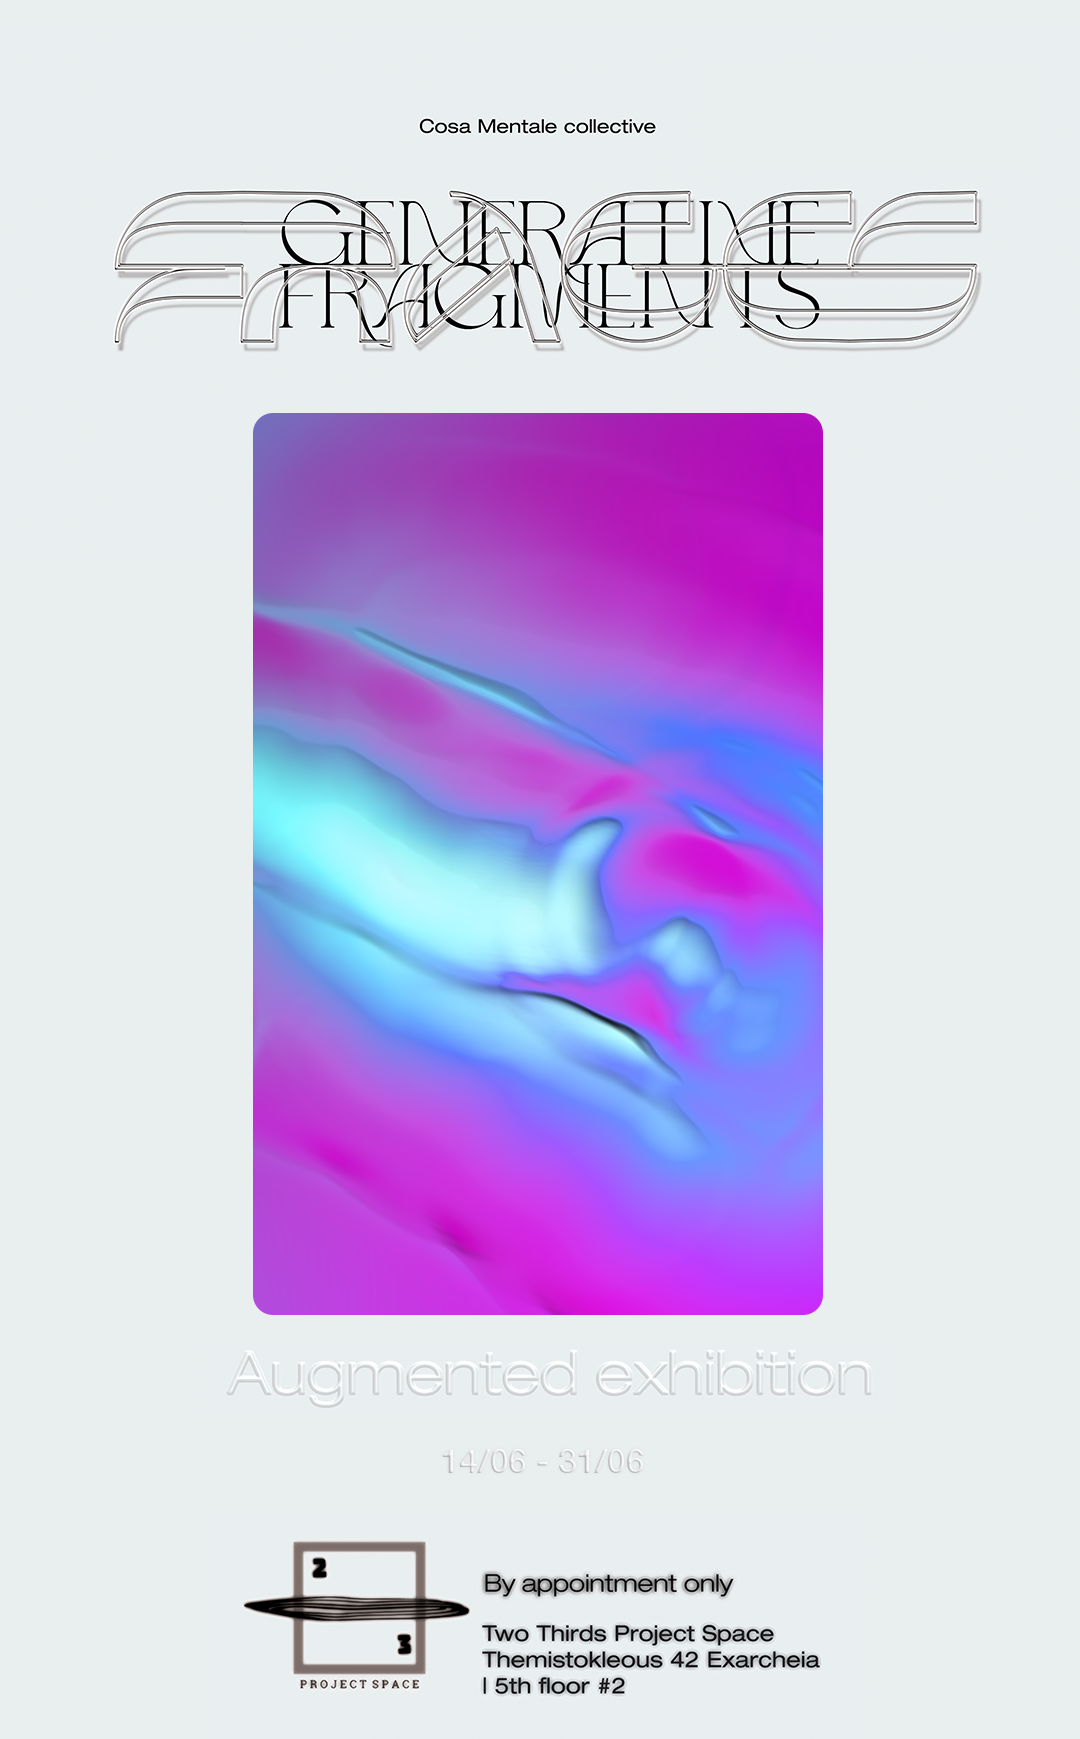 Cosa Mentale collective
GENERATIVE
FRAGMENTS
Augmented exhibition
14/06 - 31/06
2
3
PROJECT SPACE
By appointment only
Two Thirds Project Space
Themistokleous 42 Exarcheia
| 5th floor #2